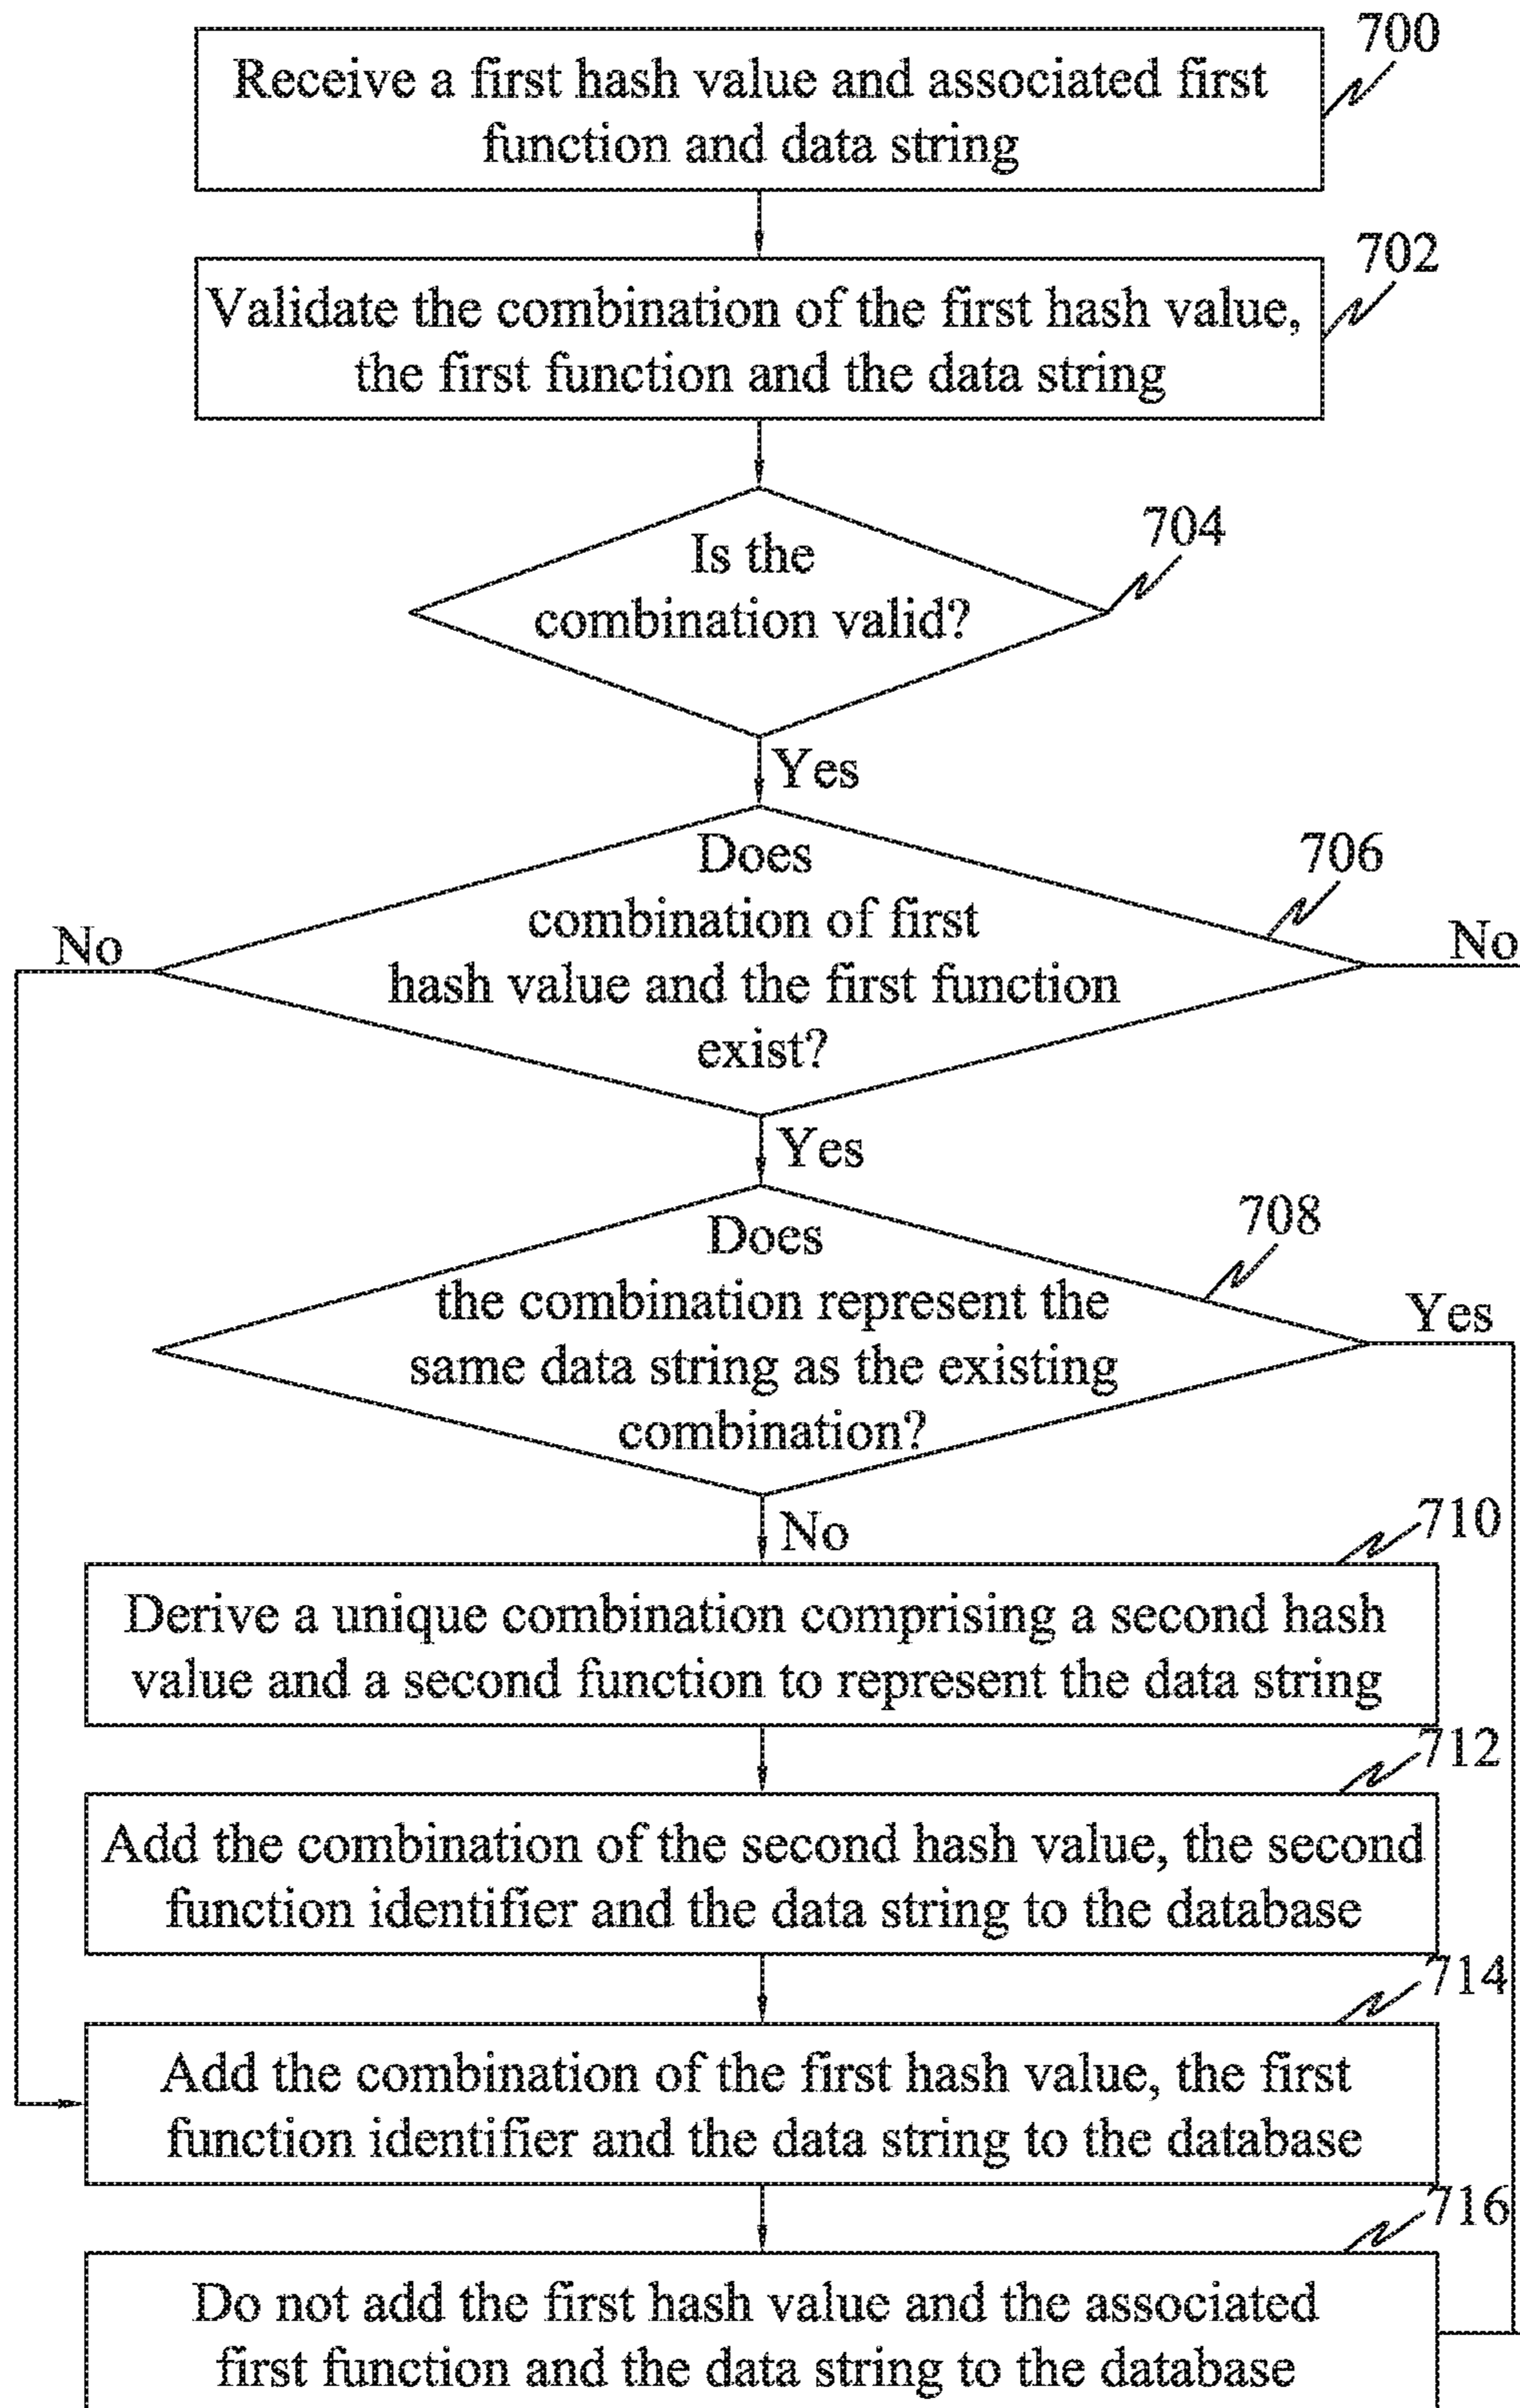 700
Receive a first hash value and associated first
function and data string
702
Validate the combination of the first hash value,
the first function and the data string
704
Is the
combination valid?
Yes
706
Does
combination of first
hash value and the first function
exist?
No
No
Yes
708
Does
the combination represent the
same data string as the existing
combination?
Yes
No
710
Derive a unique combination comprising a second hash
value and a second function to represent the data string
712
Add the combination of the second hash value, the second
function identifier and the data string to the database
714
Add the combination of the first hash value, the first
function identifier and the data string to the database
716
Do not add the first hash value and the associated
first function and the data string to the database